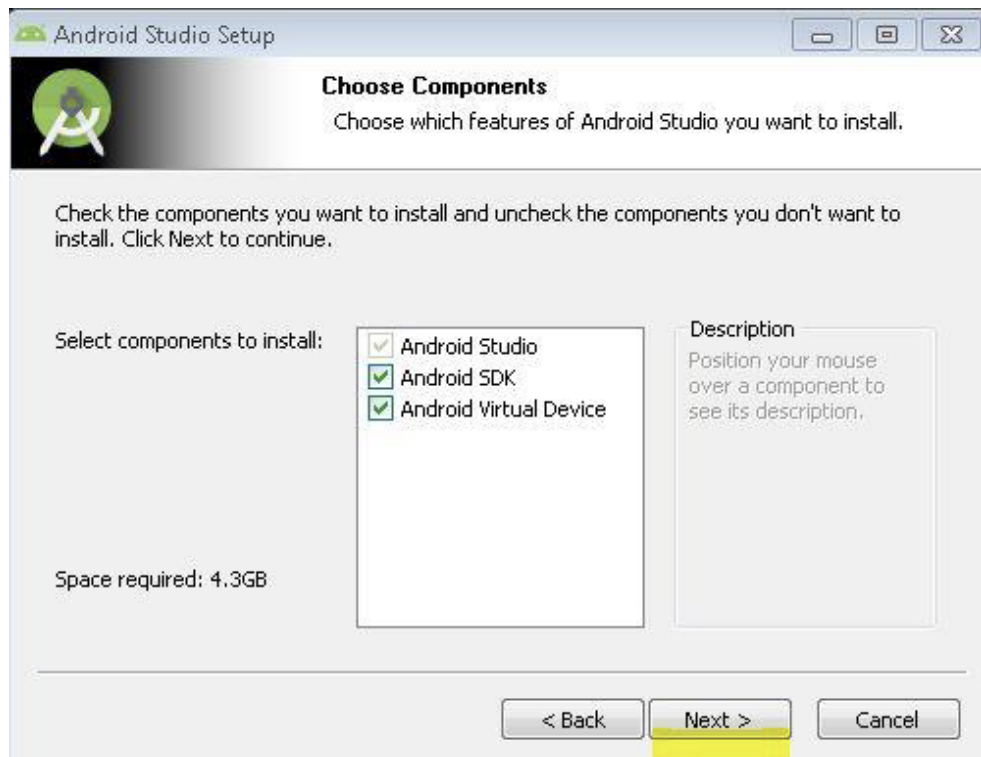 Android Studio Setup
Choose Components
Choose which features of Android Studio you want to install.
Check the components you want to install and uncheck the components you don't want to
install. Click Next to continue.
Select components to install:
Android Studio
Android SDK
Android Virtual Device
Description
Position your mouse
over a component to
see its description.
Space required: 4.3GB
< Back
Next >
Cancel